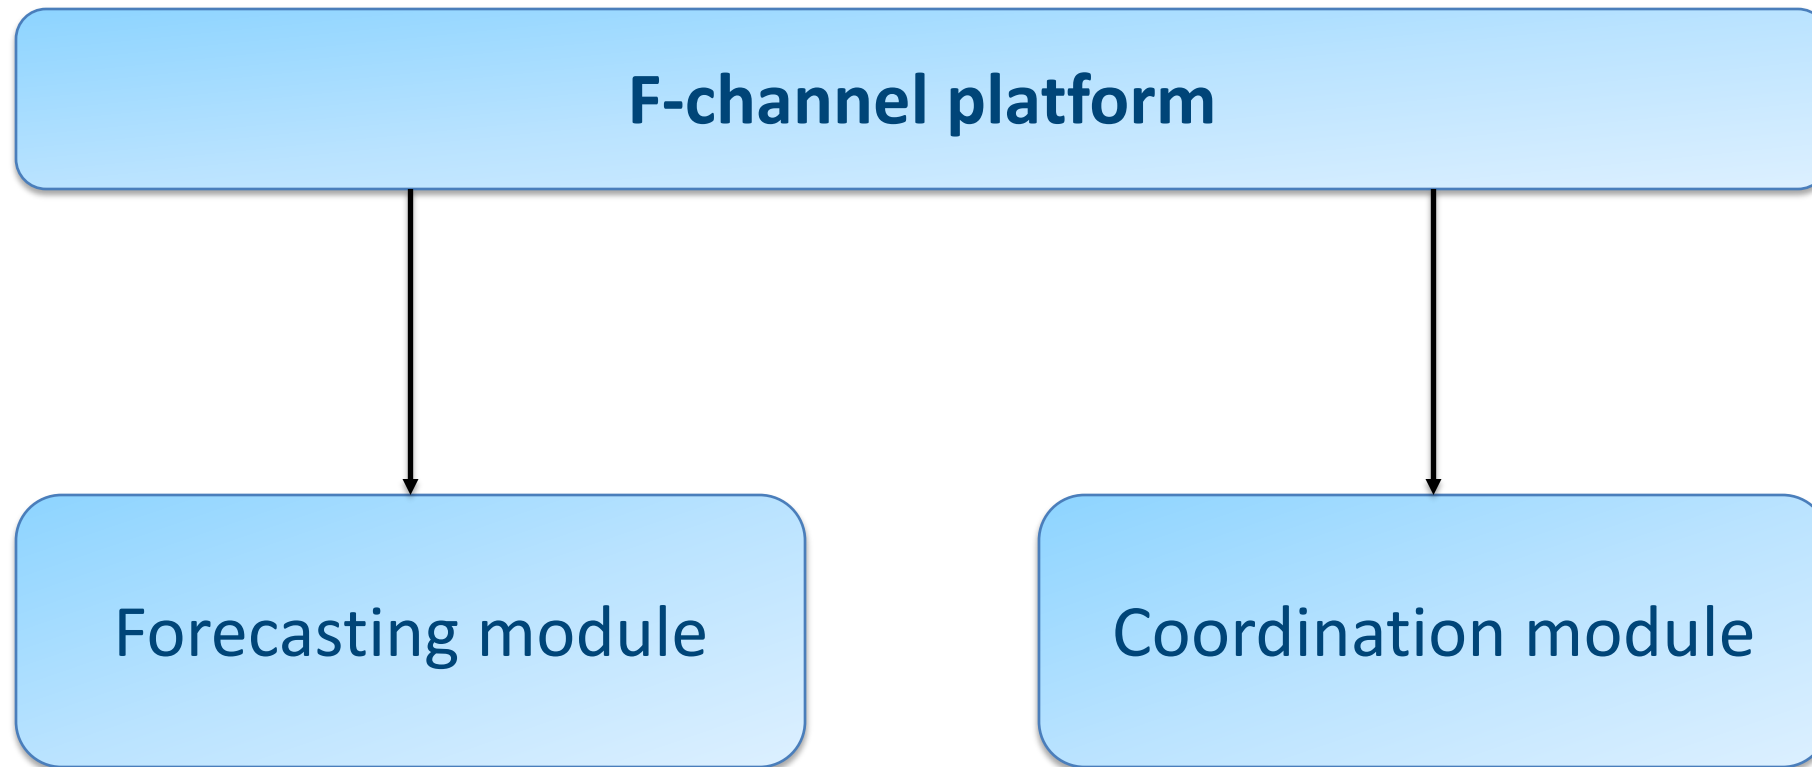 F-channel platform
Forecasting module
Coordination module